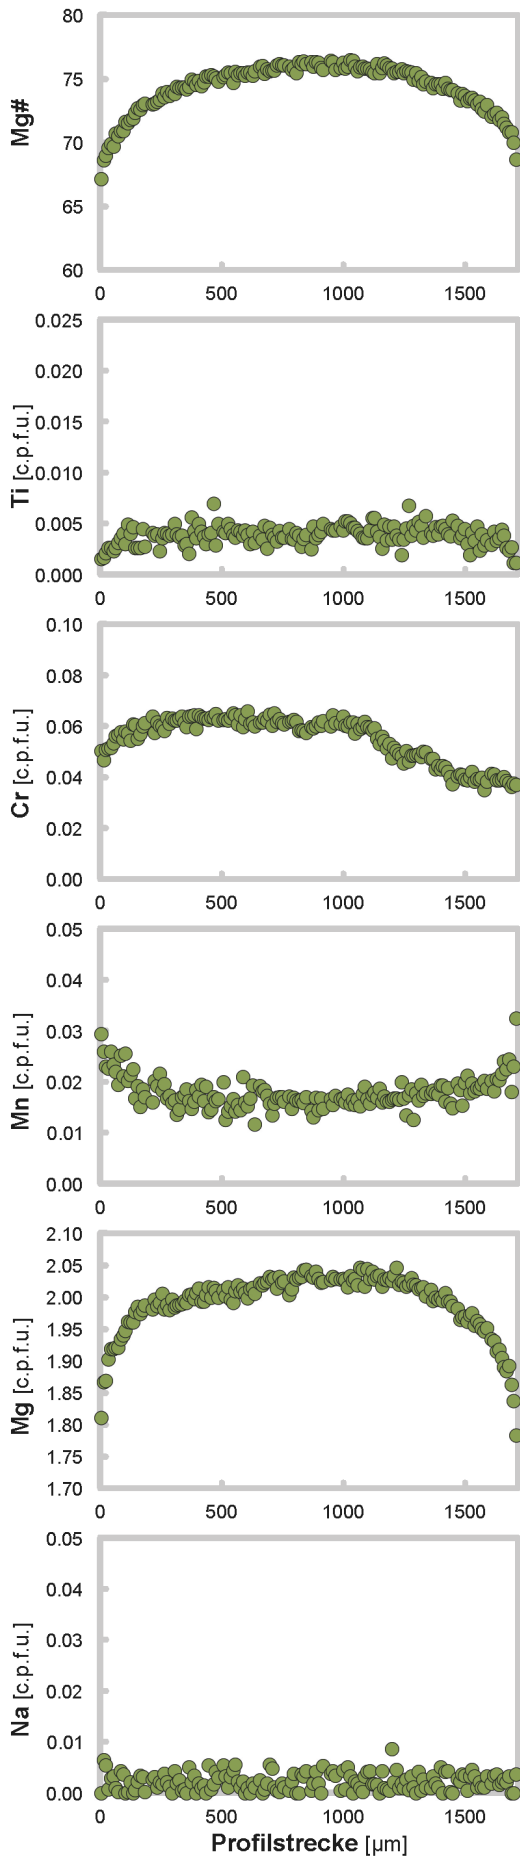 Mg#
80
75
70
65
60
0 500 1000 1500
Ti [c.p.f.u.]
0.025
0.020
0.015
0.010
0.005
0.000
0 500 1000 1500
Cr [c.p.f.u.]
0.10
0.08
0.06
0.04
0.02
0.00
0 500 1000 1500
Mn [c.p.f.u.]
0.05
0.04
0.03
0.02
0.01
0.00
0 500 1000 1500
Mg [c.p.f.u.]
2.10
2.05
2.00
1.95
1.90
1.85
1.80
1.75
1.70
0 500 1000 1500
Na [c.p.f.u.]
0.05
0.04
0.03
0.02
0.01
0.00
0 500 1000 1500
Profilstrecke [µm]